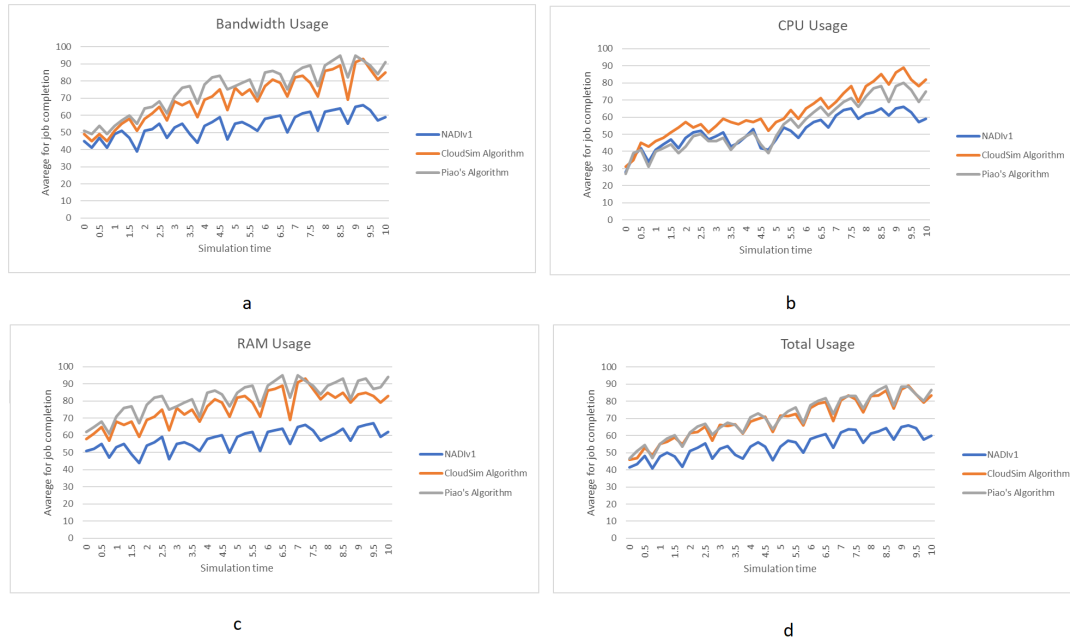 Bandwidth Usage
Avarege for job completion
100
90
80
70
60
50
40
30
20
10
0
0 0.5 1 1.5 2 2.5 3 3.5 4 4.5 5 5.5 6 6.5 7 7.5 8 8.5 9 9.5 10
Simulation time
NADIv1
CloudSim Algorithm
Piao's Algorithm
a
CPU Usage
Avarege for job completion
100
90
80
70
60
50
40
30
20
10
0
0 0.5 1 1.5 2 2.5 3 3.5 4 4.5 5 5.5 6 6.5 7 7.5 8 8.5 9 9.5 10
Simulation time
NADIv1
CloudSim Algorithm
Piao's Algorithm
b
RAM Usage
Avarege for job completion
100
90
80
70
60
50
40
30
20
10
0
0 0.5 1 1.5 2 2.5 3 3.5 4 4.5 5 5.5 6 6.5 7 7.5 8 8.5 9 9.5 10
Simulation time
NADIv1
CloudSim Algorithm
Piao's Algorithm
c
Total Usage
Avarege for job completion
100
90
80
70
60
50
40
30
20
10
0
0 0.5 1 1.5 2 2.5 3 3.5 4 4.5 5 5.5 6 6.5 7 7.5 8 8.5 9 9.5 10
Simulation time
NADIv1
CloudSim Algorithm
Piao's Algorithm
d